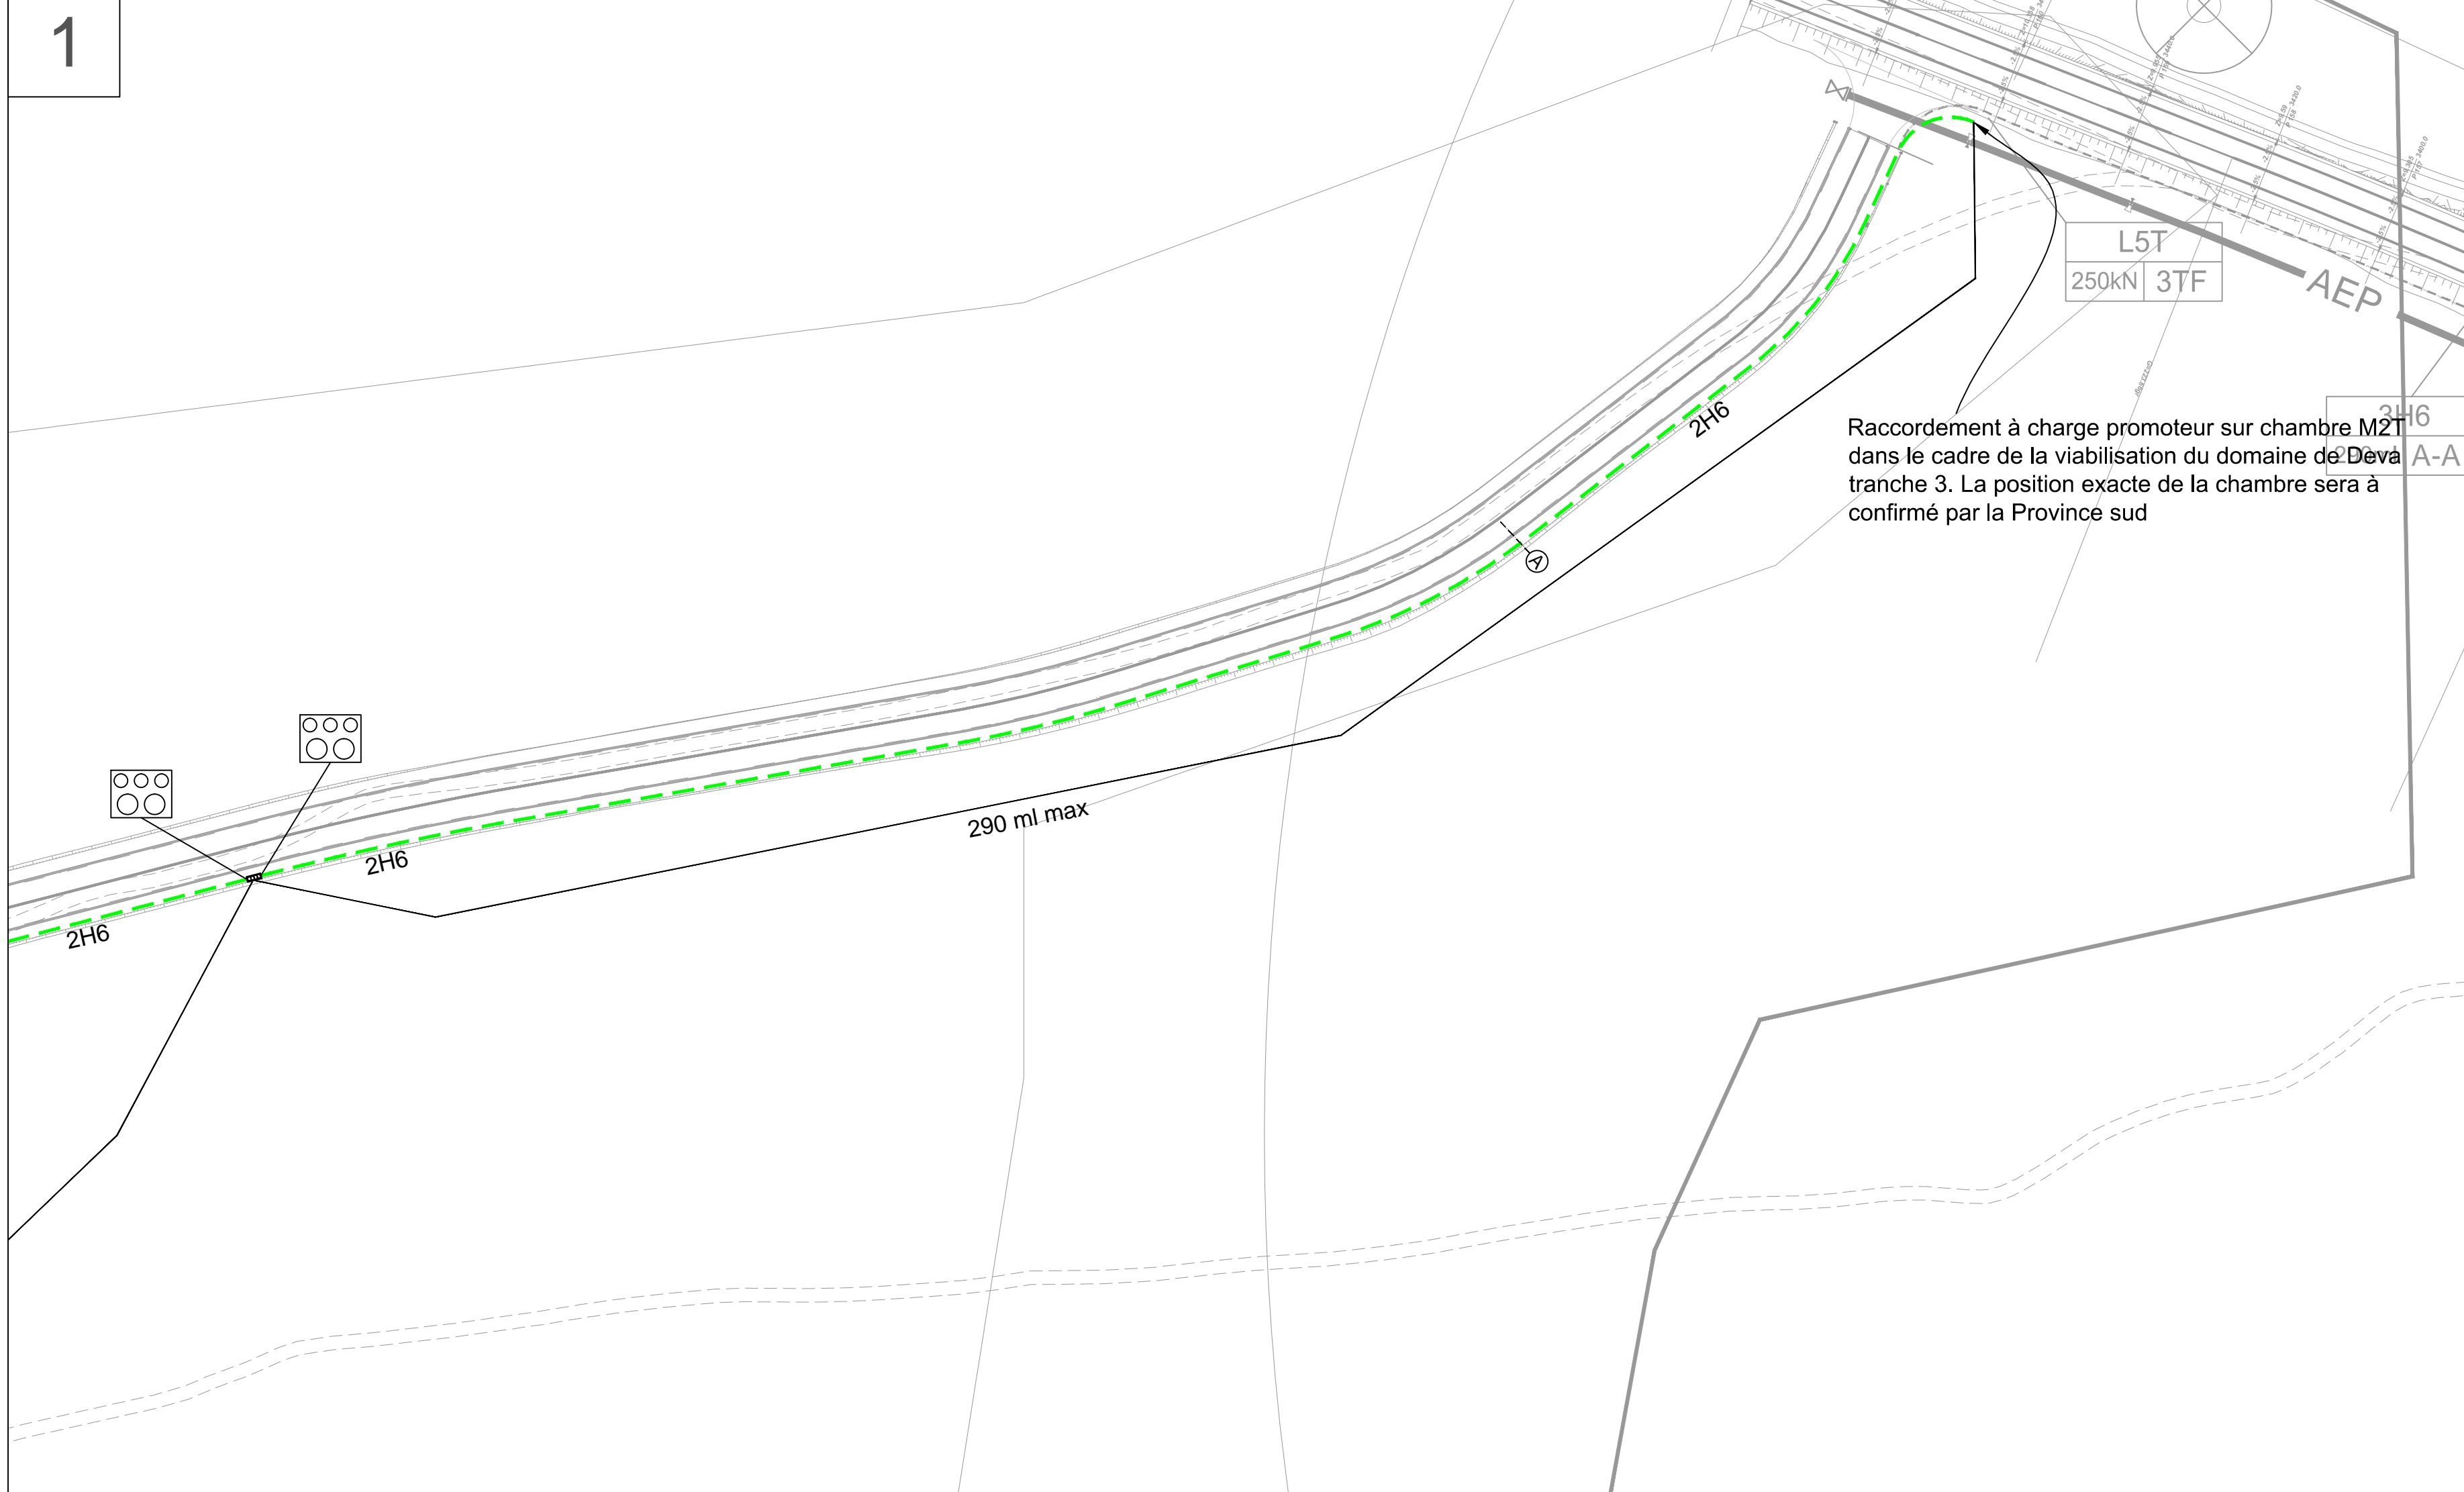 1
L5T
250kN 3TF
AEP
3H6
290ml A-A
Raccordement à charge promoteur sur chambre M2T
dans le cadre de la viabilisation du domaine de Deva
tranche 3. La position exacte de la chambre sera à
confirmé par la Province sud
2H6
A
290 ml max
2H6
2H6